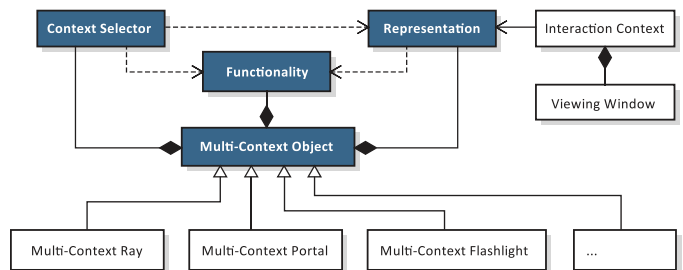 Context Selector
Representation
Interaction Context
Functionality
Viewing Window
Multi-Context Object
Multi-Context Ray
Multi-Context Portal
Multi-Context Flashlight
...